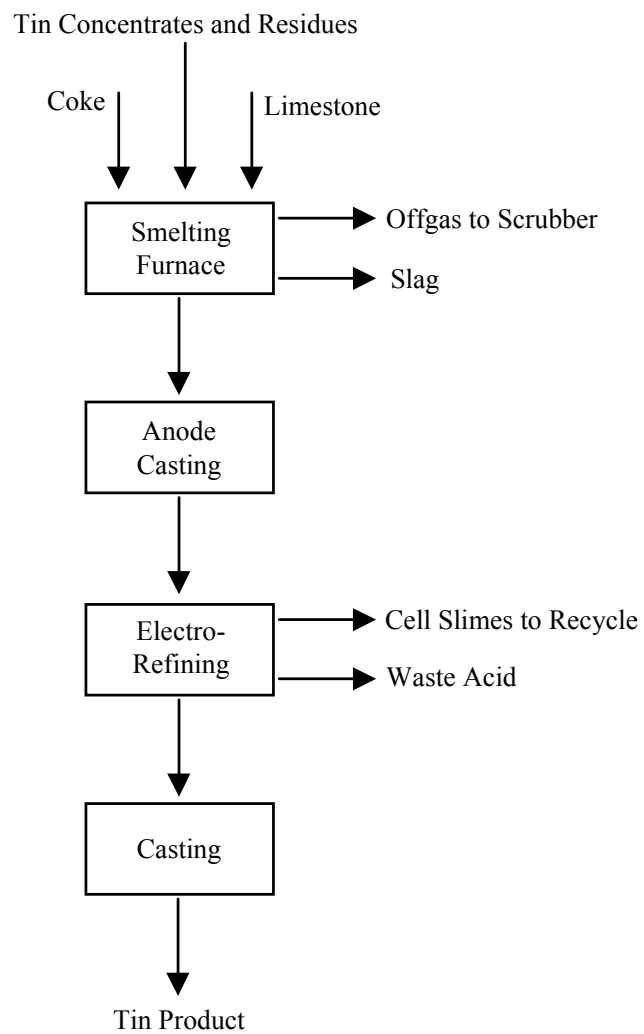 Tin Concentrates and Residues
Coke
Limestone
Smelting
Furnace
Offgas to Scrubber
Slag
Anode
Casting
Electro-
Refining
Cell Slimes to Recycle
Waste Acid
Casting
Tin Product